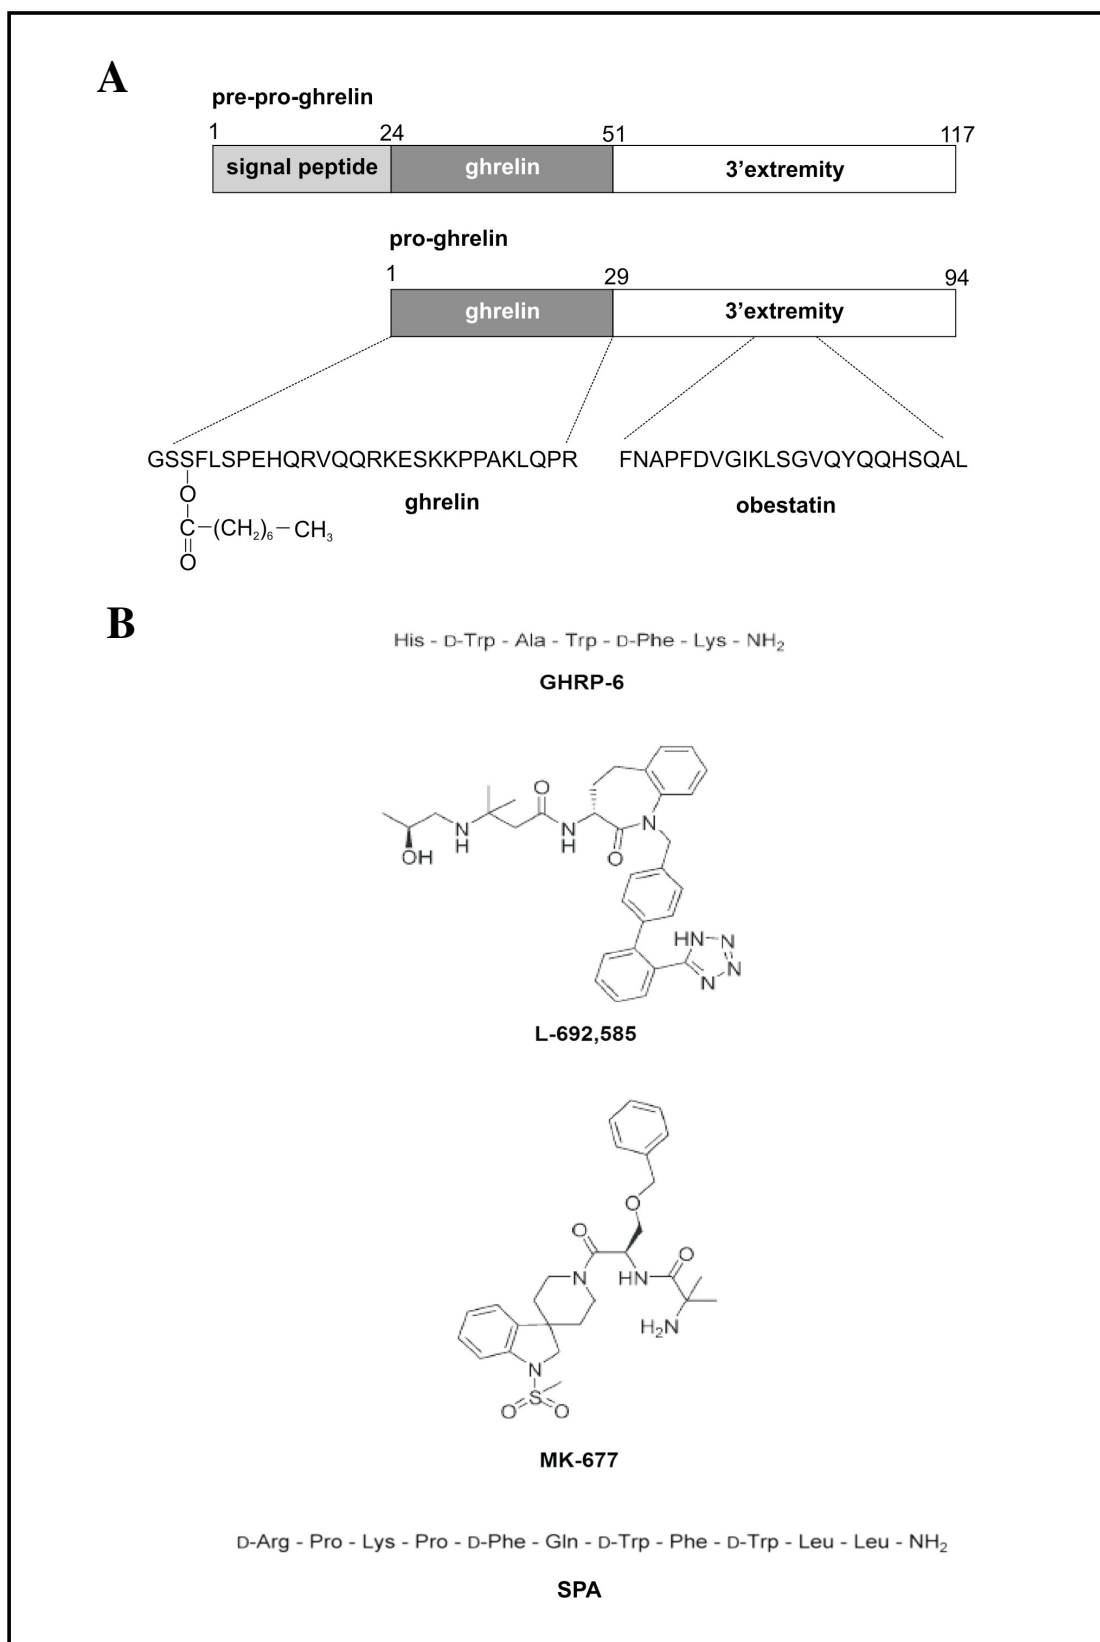 A
pre-pro-ghrelin
1 24 51 117
signal peptide ghrelin 3’extremity
pro-ghrelin
1 29 94
ghrelin 3’extremity
GSSFLSPEHQRVQQRKESKKPPAKLQPR FNAPFDVGIKLSGVQYQQHSQAL
O
ghrelin obestatin
C–(CH₂)₆–CH₃
O
B
His - D-Trp - Ala - Trp - D-Phe - Lys - NH₂
GHRP-6
O
N
H
N
H
N
OH
O
HN N
N
N
L-692,585
O
O
O
N
HN
H₂N
N
S
O O
MK-677
D-Arg - Pro - Lys - Pro - D-Phe - Gln - D-Trp - Phe - D-Trp - Leu - Leu - NH₂
SPA